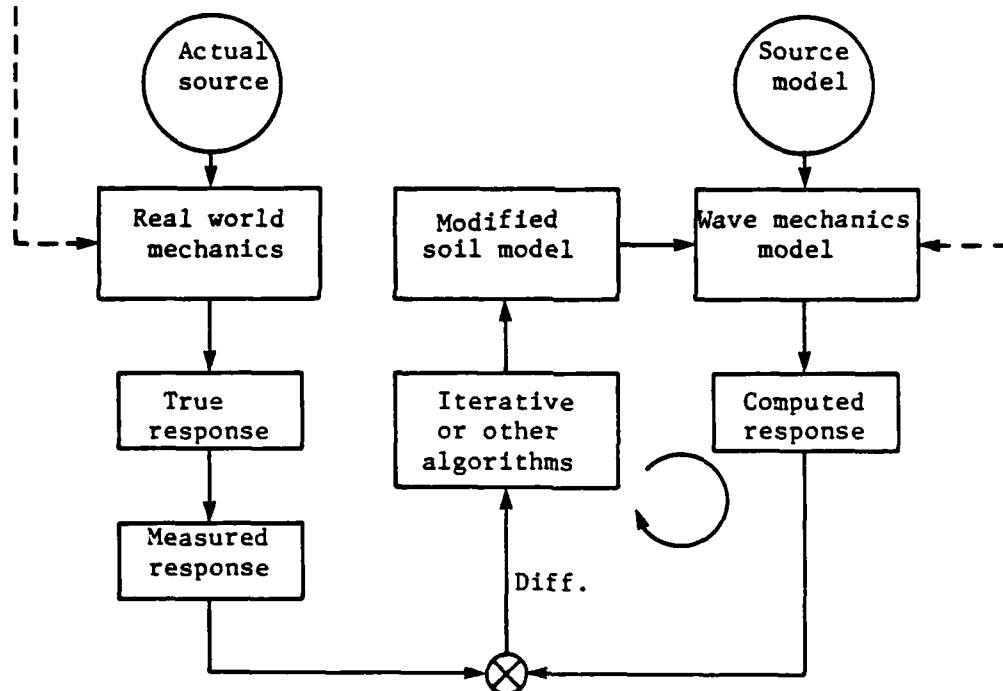 Actual
source
Source
model
Real world
mechanics
Modified
soil model
Wave mechanics
model
True
response
Iterative
or other
algorithms
Computed
response
Measured
response
Diff.